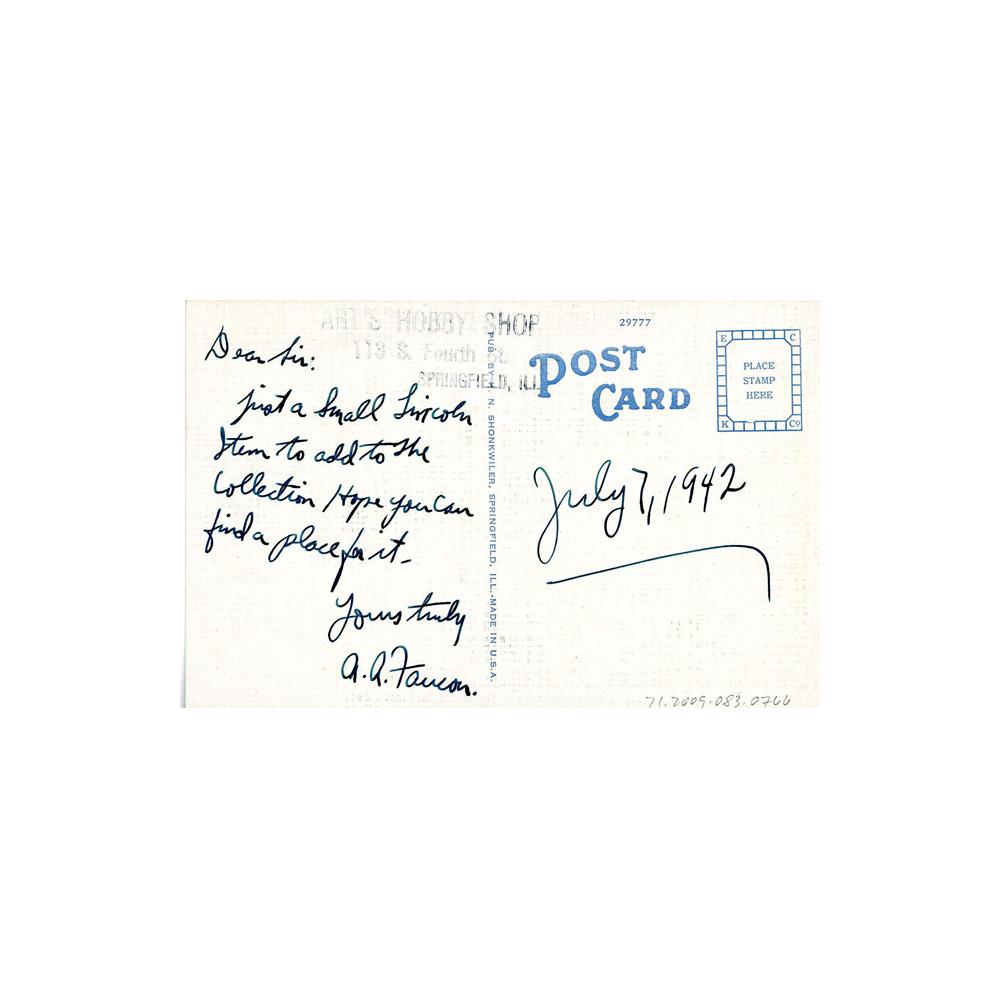 ART'S HOBBY SHOP
113 S. Fourth St.
SPRINGFIELD, ILL.
Dear Sir:
just a Small Lincoln
Item to add to the
Collection Hope you Can
find a place for it.
Yours truly
A.A.
PUB. BY N. SHONKWILER, SPRINGFIELD, ILL.-MADE IN U.S.A.
29777
POST
CARD
E C
PLACE
STAMP
HERE
K Co
July 7, 1942
71.2009.083.0766